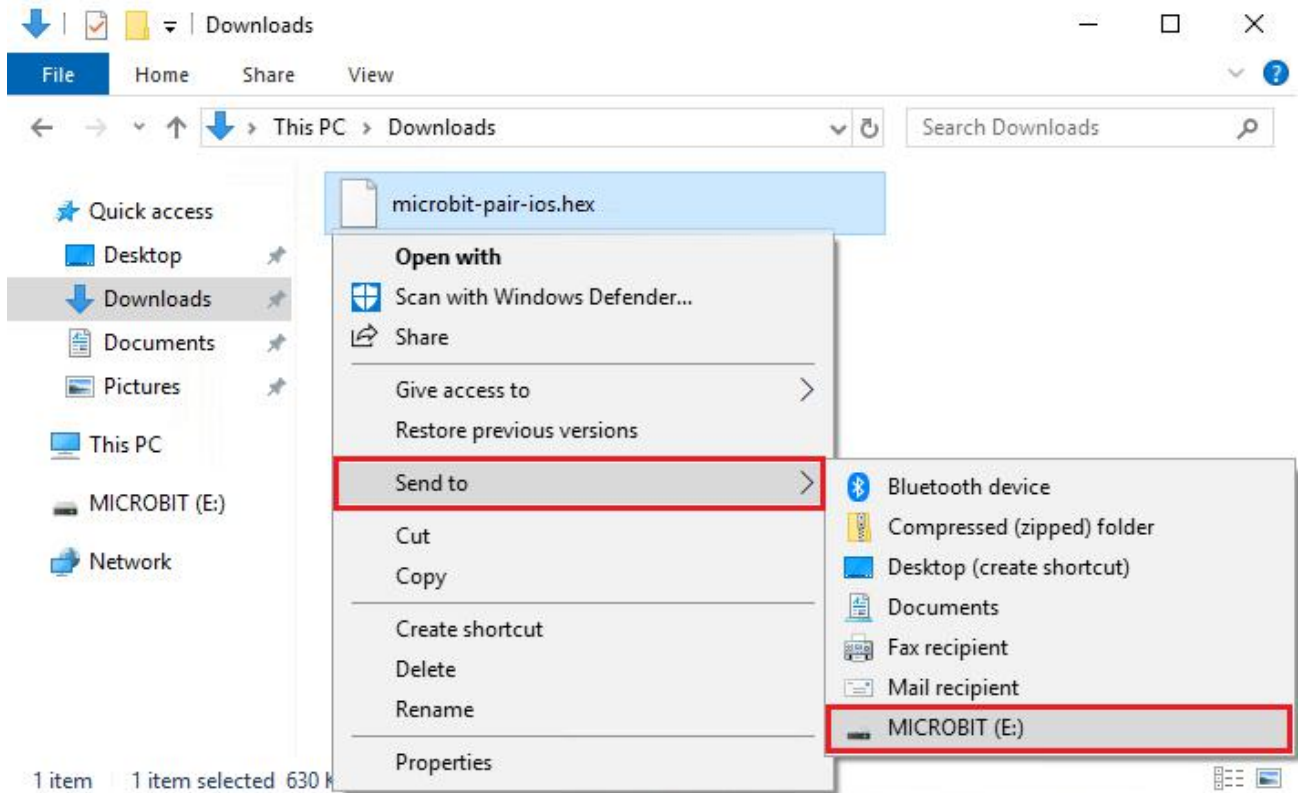 Downloads
File Home Share View
This PC > Downloads Search Downloads
Quick access
Desktop
Downloads
Documents
Pictures
This PC
MICROBIT (E:)
Network
microbit-pair-ios.hex
Open with
Scan with Windows Defender...
Share
Give access to
Restore previous versions
Send to
Cut
Copy
Create shortcut
Delete
Rename
Properties
Bluetooth device
Compressed (zipped) folder
Desktop (create shortcut)
Documents
Fax recipient
Mail recipient
MICROBIT (E:)
1 item 1 item selected 630